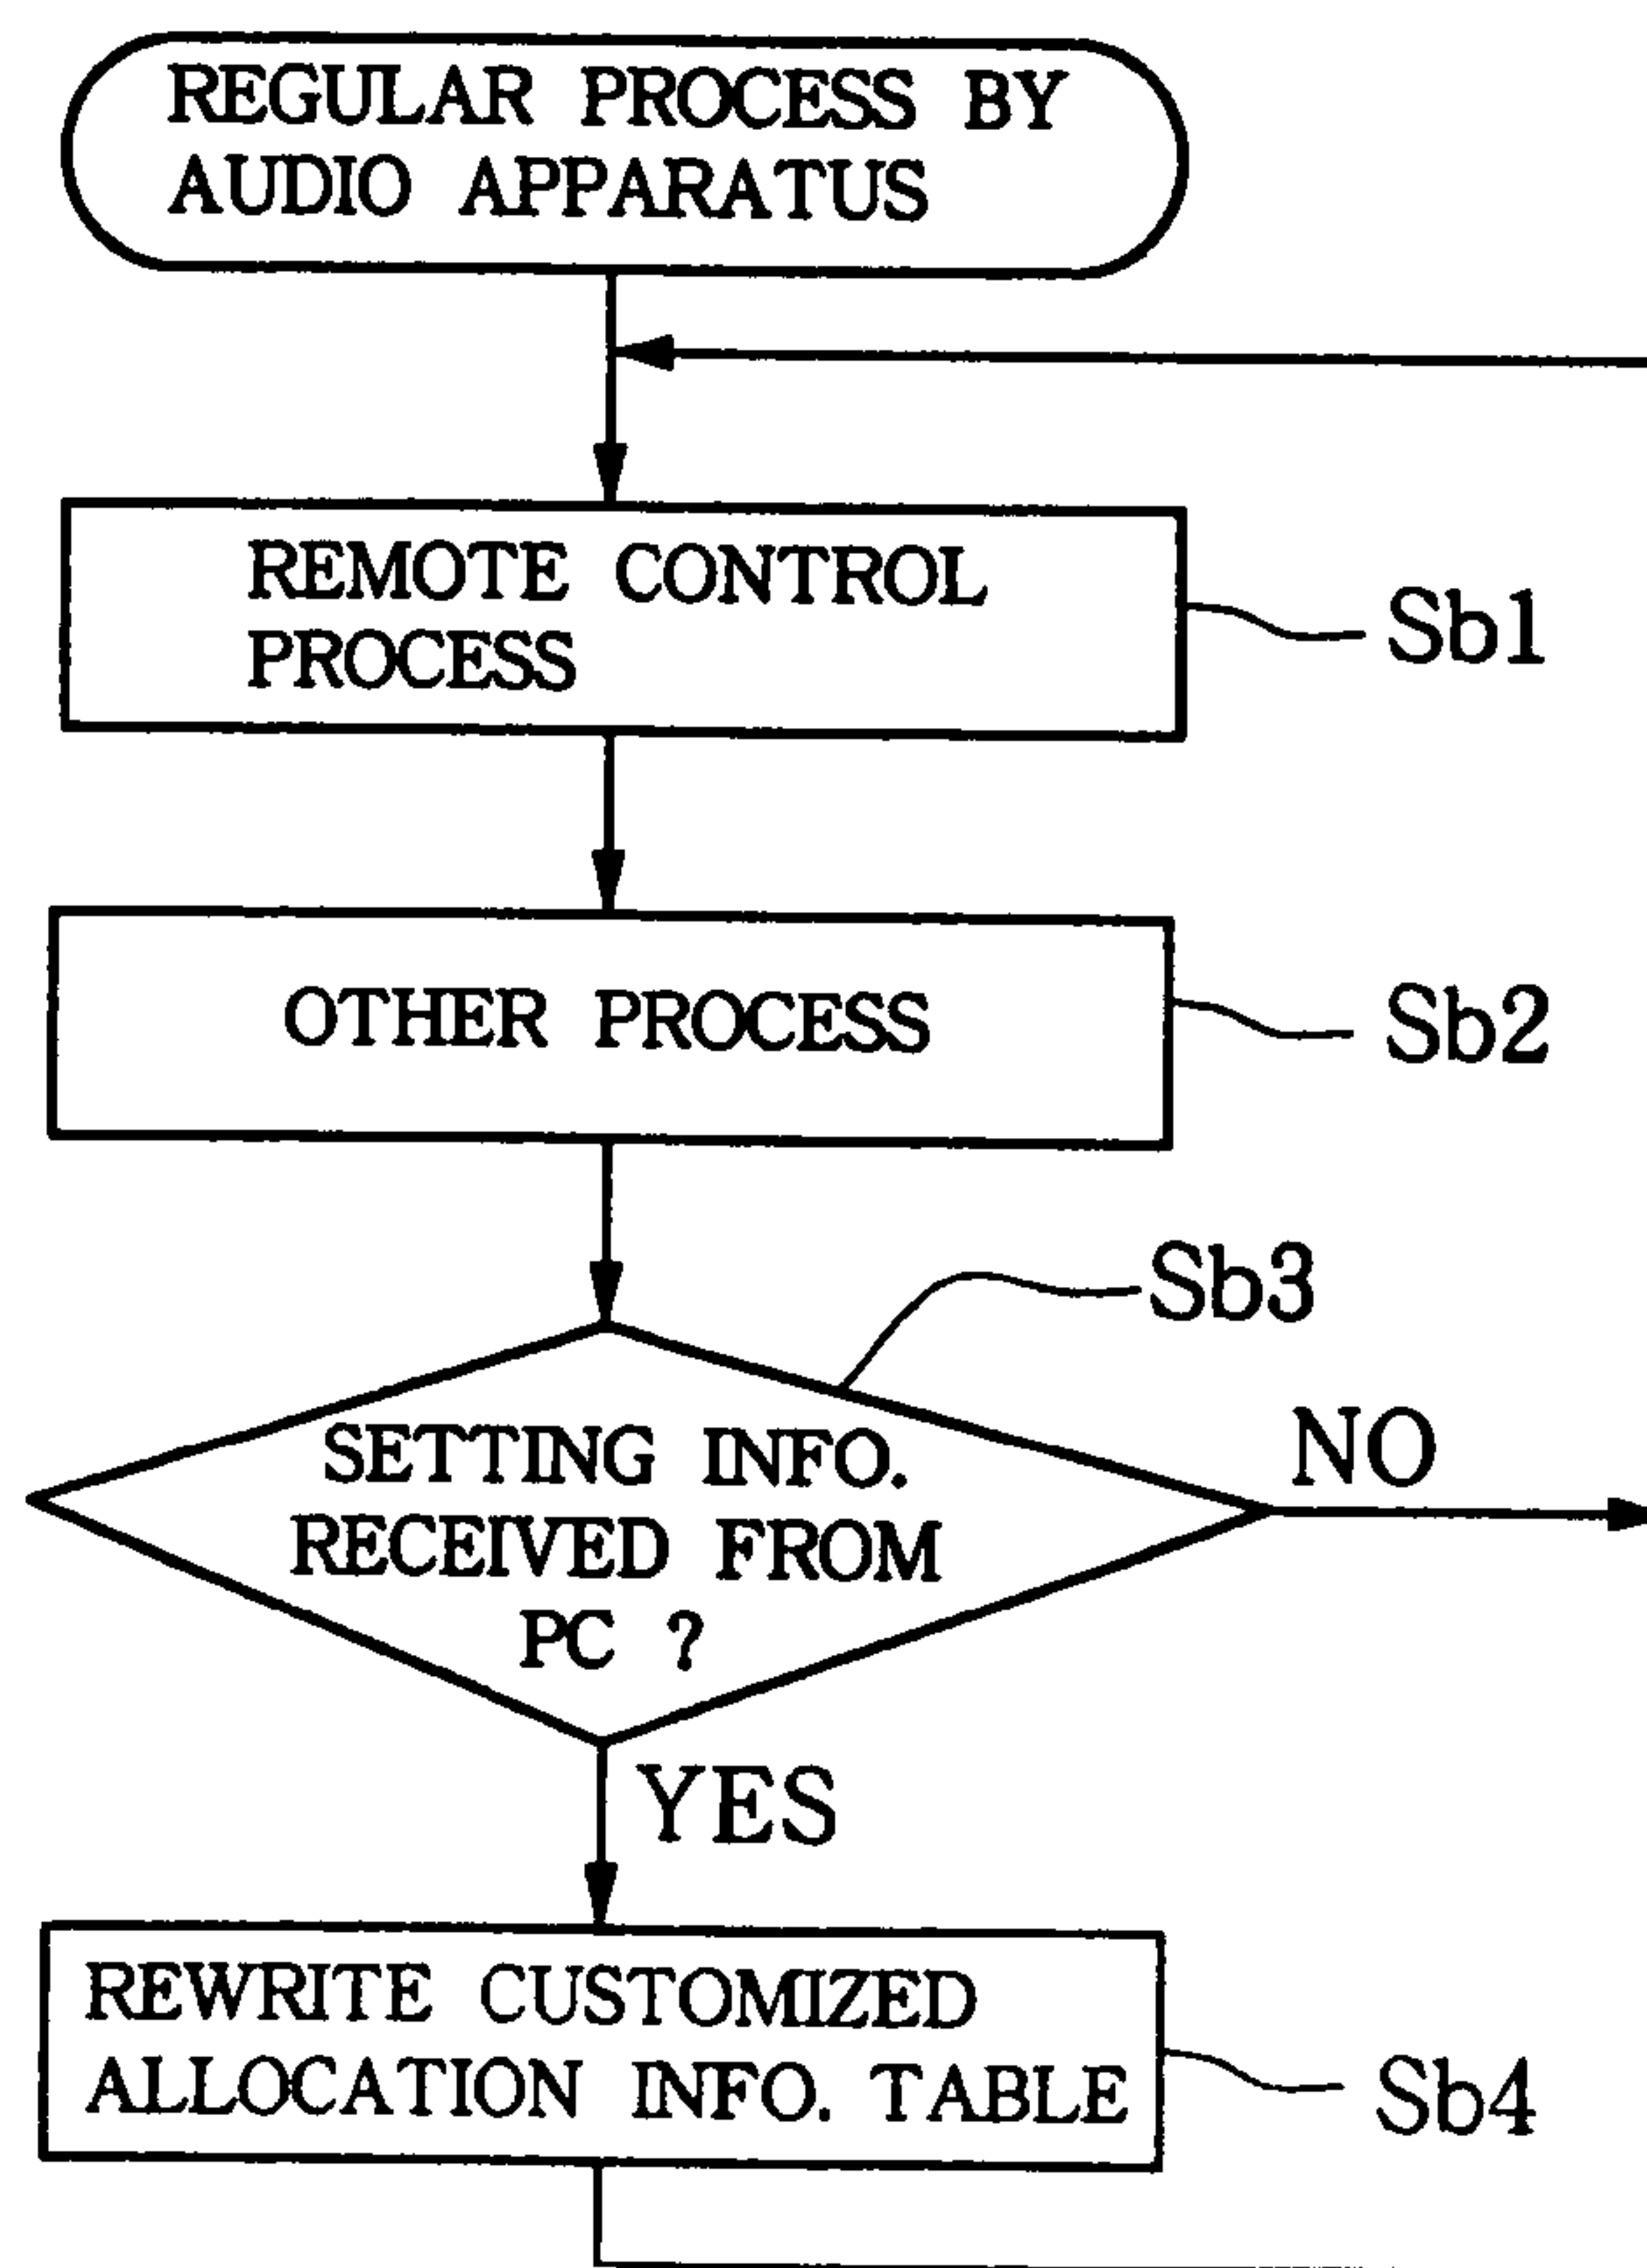 REGULAR PROCESS BY
AUDIO APPARATUS
REMOTE CONTROL
PROCESS
Sb1
OTHER PROCESS
Sb2
Sb3
SETTING INFO.
RECEIVED FROM
PC ?
NO
YES
REWRITE CUSTOMIZED
ALLOCATION INFO. TABLE
Sb4